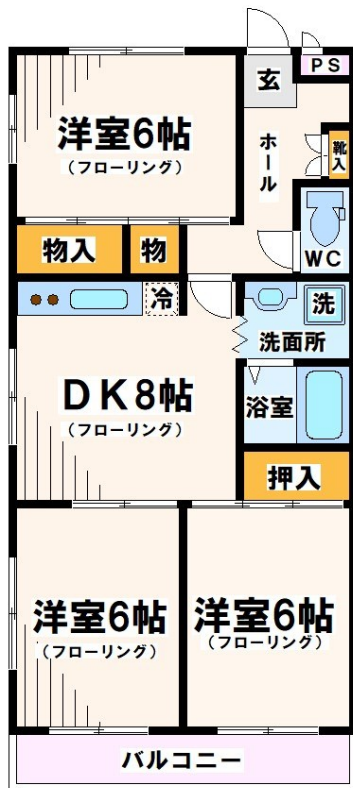 PS
玄
洋室6帖
(フローリング)
ホール
靴入
物入
物
WC
冷
洗
洗面所
DK8帖
(フローリング)
浴室
押入
洋室6帖
(フローリング)
洋室6帖
(フローリング)
バルコニー